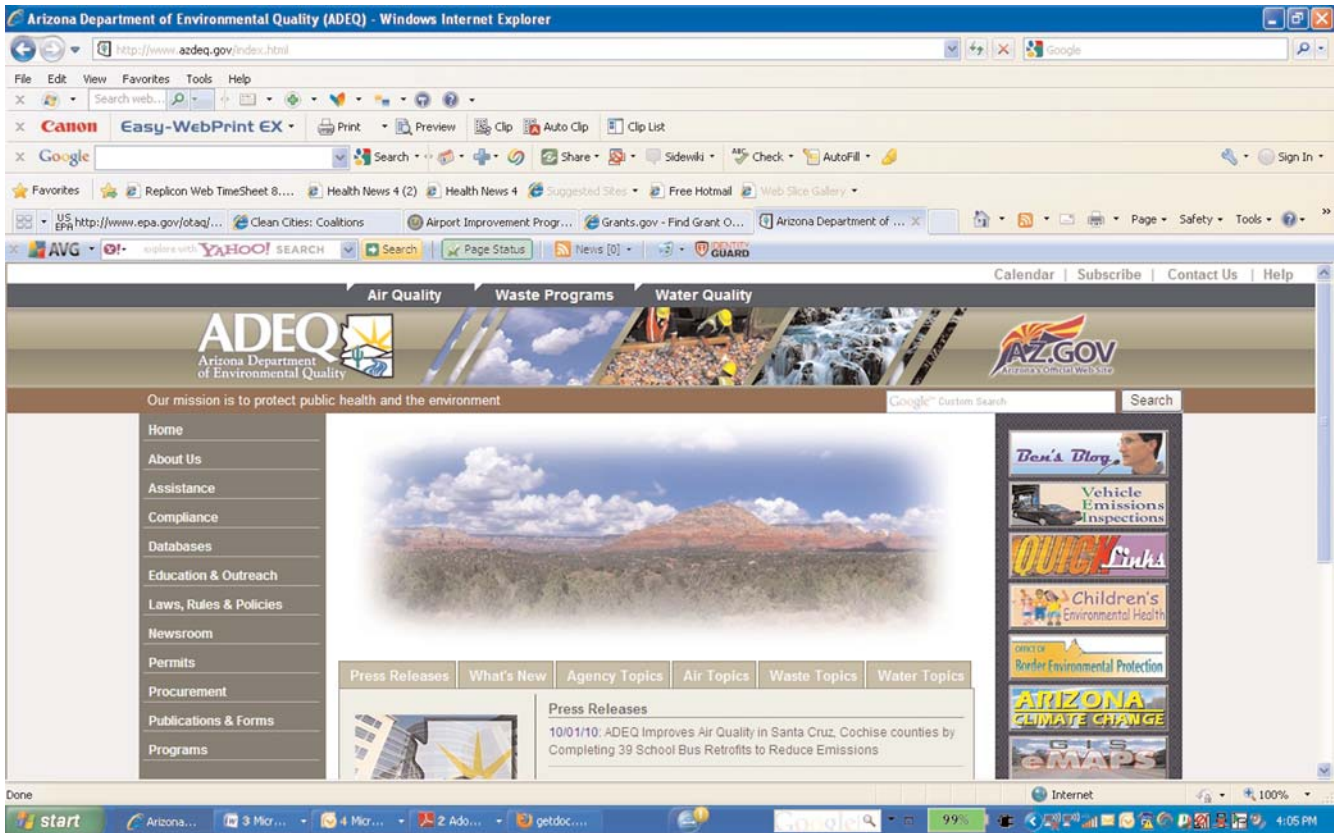 Arizona Department of Environmental Quality (ADEQ) - Windows Internet Explorer
http://www.azdeq.gov/index.html Google
File Edit View Favorites Tools Help
Search web...
Canon Easy-WebPrint EX Print Preview Clip Auto Clip Clip List
Google Search Share Sidewiki Check AutoFill Sign In
Favorites Replicon Web TimeSheet 8.... Health News 4 (2) Health News 4 Suggested Sites Free Hotmail Web Slice Gallery
US EPA http://www.epa.gov/otaq/... Clean Cities: Coalitions Airport Improvement Progr... Grants.gov - Find Grant O... Arizona Department of ... Page Safety Tools
AVG explore with YAHOO! SEARCH Search Page Status News [0] IDENTITY GUARD
Calendar | Subscribe | Contact Us | Help
Air Quality Waste Programs Water Quality
ADEQ
Arizona Department
of Environmental Quality
AZ.GOV
Arizona's Official Web Site
Our mission is to protect public health and the environment Google™ Custom Search Search
Home
About Us
Assistance
Compliance
Databases
Education & Outreach
Laws, Rules & Policies
Newsroom
Permits
Procurement
Publications & Forms
Programs
Ben's Blog
Vehicle
Emissions
Inspections
QUICK Links
Children's
Environmental Health
OFFICE OF
Border Environmental Protection
ARIZONA
CLIMATE CHANGE
GIS
eMAPS
Press Releases What's New Agency Topics Air Topics Waste Topics Water Topics
Press Releases
10/01/10: ADEQ Improves Air Quality in Santa Cruz, Cochise counties by
Completing 39 School Bus Retrofits to Reduce Emissions
Done Internet 100%
start Arizona... 3 Micr... 4 Micr... 2 Ado... getdoc.... Google 99% 4:05 PM